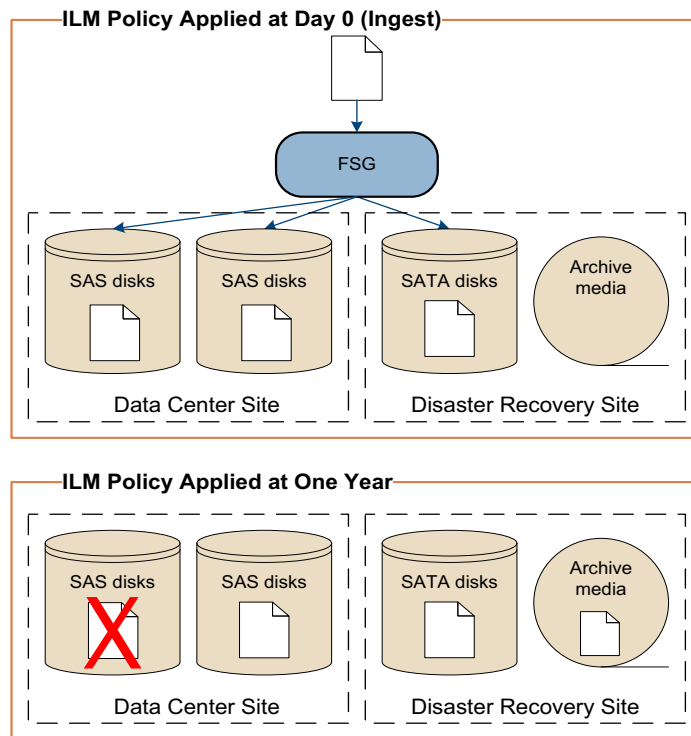 ILM Policy Applied at Day 0 (Ingest)
FSG
SAS disks
SAS disks
SATA disks
Archive
media
Data Center Site
Disaster Recovery Site
ILM Policy Applied at One Year
SAS disks
SAS disks
SATA disks
Archive
media
Data Center Site
Disaster Recovery Site